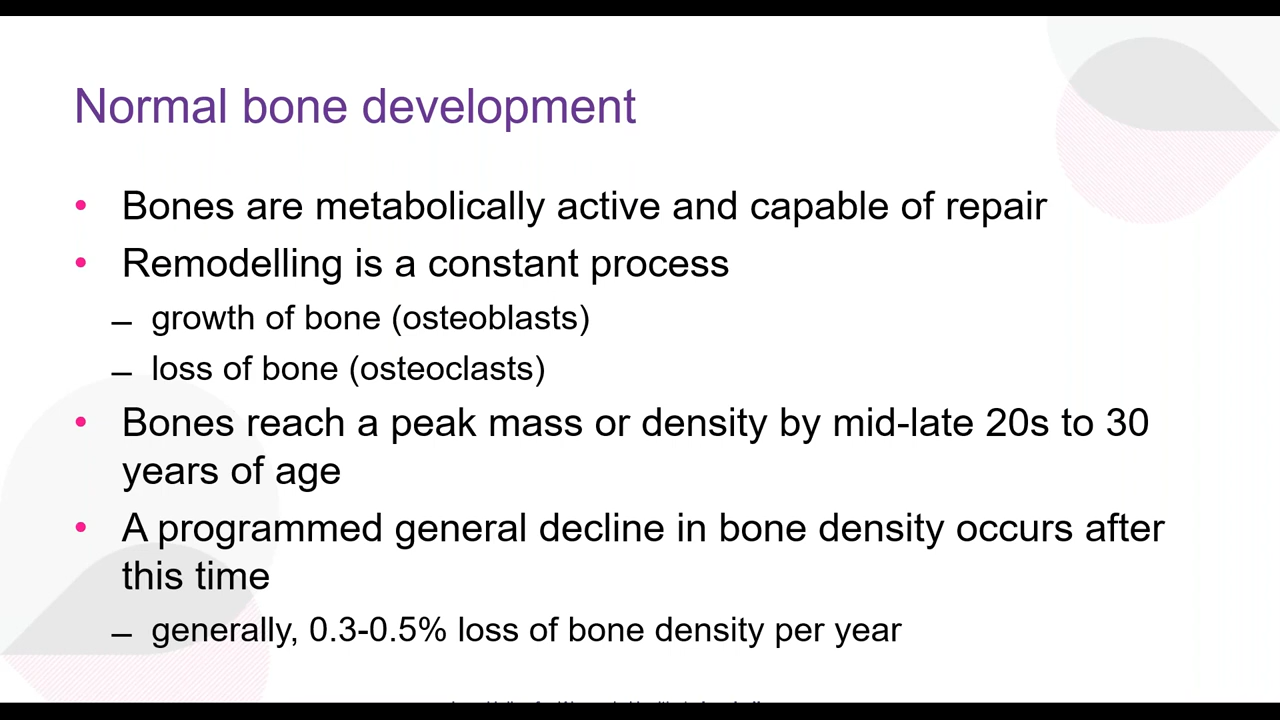 Normal bone development
• Bones are metabolically active and capable of repair
• Remodelling is a constant process
– growth of bone (osteoblasts)
– loss of bone (osteoclasts)
• Bones reach a peak mass or density by mid-late 20s to 30
years of age
• A programmed general decline in bone density occurs after
this time
– generally, 0.3-0.5% loss of bone density per year